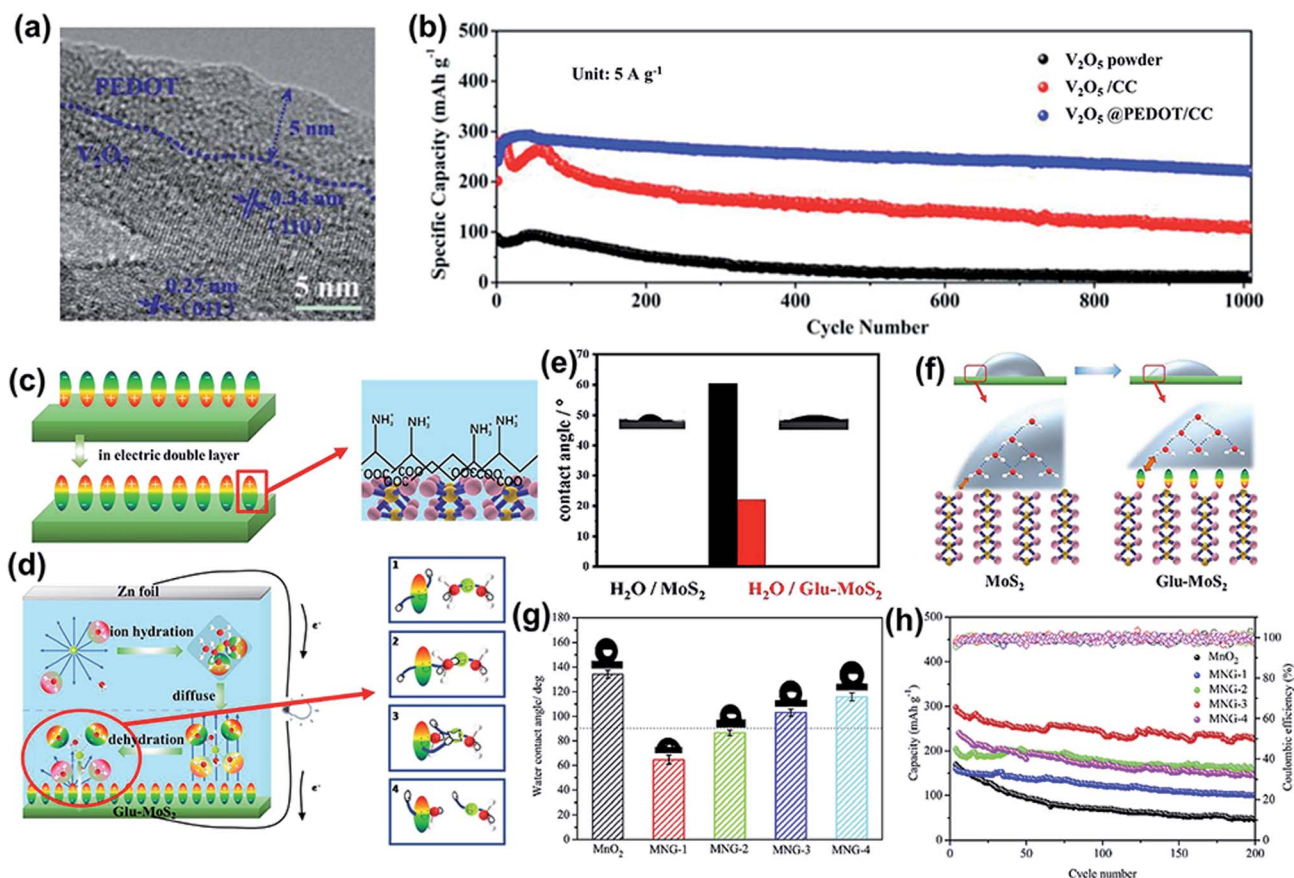 (a)
PEDOT
5 nm
V₂O₅
0.34 nm
(110)
0.27 nm
(011)
5 nm
(b)
500
400
300
200
100
0
Specific Capacity (mAh g⁻¹)
Unit: 5 A g⁻¹
V₂O₅ powder
V₂O₅ /CC
V₂O₅ @PEDOT/CC
0 200 400 600 800 1000
Cycle Number
(c)
in electric double layer
NH₃⁺ NH₃⁺ NH₃⁺ NH₃⁺
(d)
Zn foil
ion hydration
e⁻
diffuse
dehydration
e⁻
Glu-MoS₂
1
2
3
4
(e)
70
60
50
40
30
20
10
0
contact angle / °
H₂O / MoS₂ H₂O / Glu-MoS₂
(f)
MoS₂ Glu-MoS₂
(g)
180
160
140
120
100
80
60
40
20
0
Water contact angle/ deg
MnO₂ MNG-1 MNG-2 MNG-3 MNG-4
(h)
500
450
400
350
300
250
200
150
100
50
0
Capacity (mAh g⁻¹)
MnO₂
MNG-1
MNG-2
MNG-3
MNG-4
100
80
60
40
20
0
Coulombic efficiency (%)
0 50 100 150 200
Cycle number